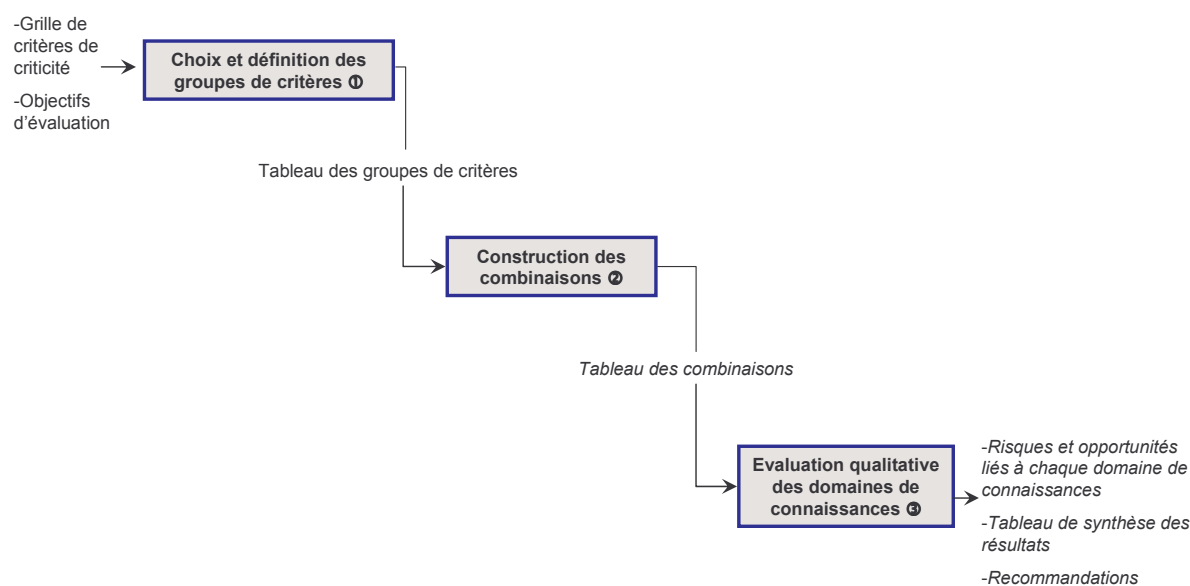 -Grille de
critères de
criticité
-Objectifs
d’évaluation
Choix et définition des
groupes de critères ①
Tableau des groupes de critères
Construction des
combinaisons ❷
Tableau des combinaisons
Evaluation qualitative
des domaines de
connaissances ❸
-Risques et opportunités
liés à chaque domaine de
connaissances
-Tableau de synthèse des
résultats
-Recommandations